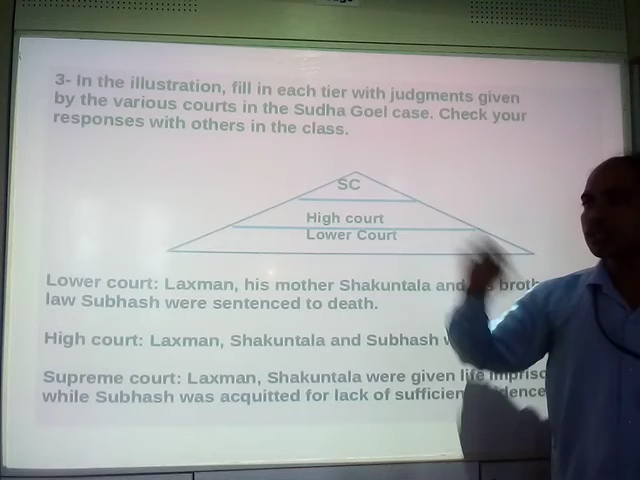 3- In the illustration, fill in each tier with judgments given
by the various courts in the Sudha Goel case. Check your
responses with others in the class.
SC
High court
Lower Court
Lower court: Laxman, his mother Shakuntala and
law Subhash were sentenced to death.
High court: Laxman, Shakuntala and Subhash
Supreme court: Laxman, Shakuntala were given life
while Subhash was acquitted for lack of